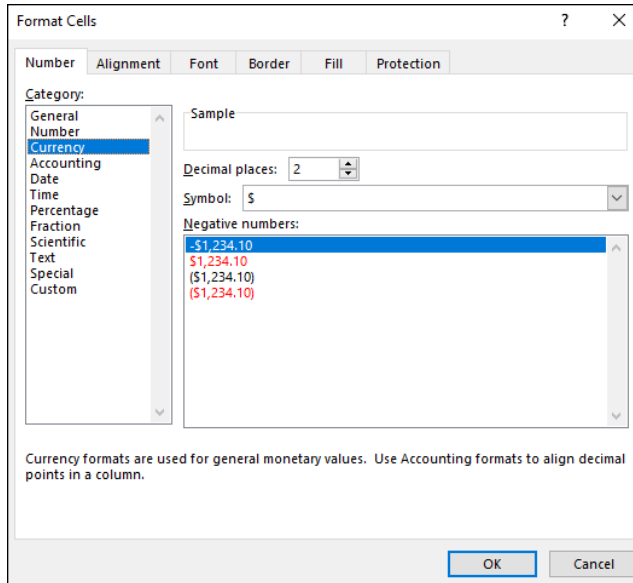 Format Cells ? ×
Number Alignment Font Border Fill Protection
Category:
General
Number
Currency
Accounting
Date
Time
Percentage
Fraction
Scientific
Text
Special
Custom
Sample
Decimal places: 2
Symbol: $
Negative numbers:
-$1,234.10
$1,234.10
($1,234.10)
($1,234.10)
Currency formats are used for general monetary values. Use Accounting formats to align decimal
points in a column.
OK Cancel